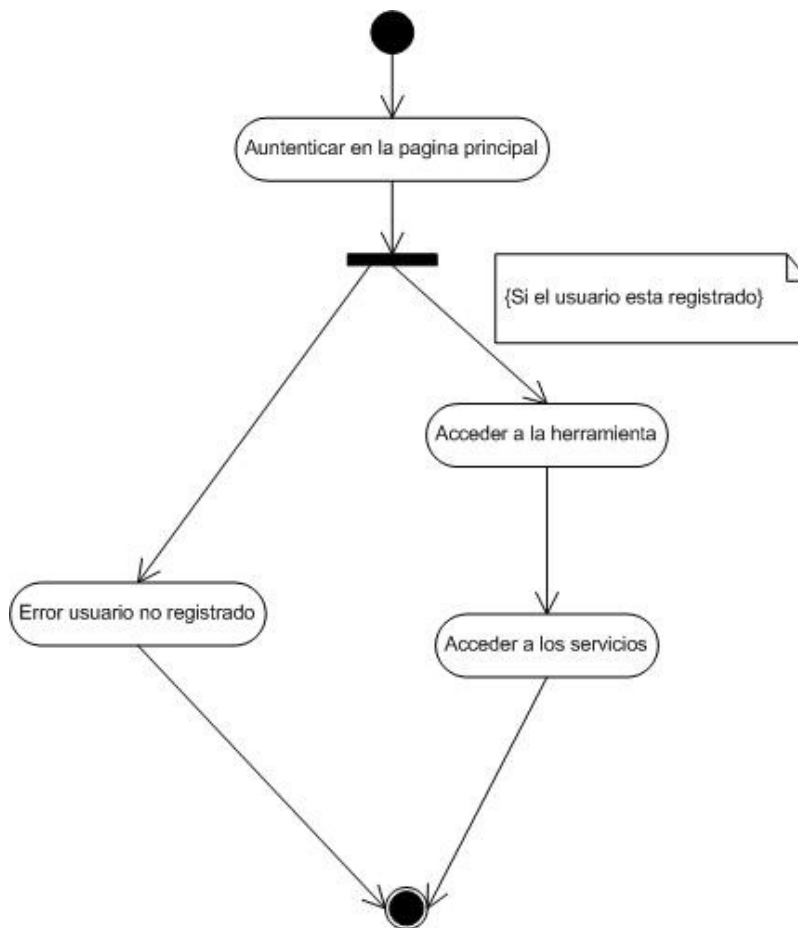 Auntenticar en la pagina principal
{Si el usuario esta registrado}
Acceder a la herramienta
Error usuario no registrado
Acceder a los servicios